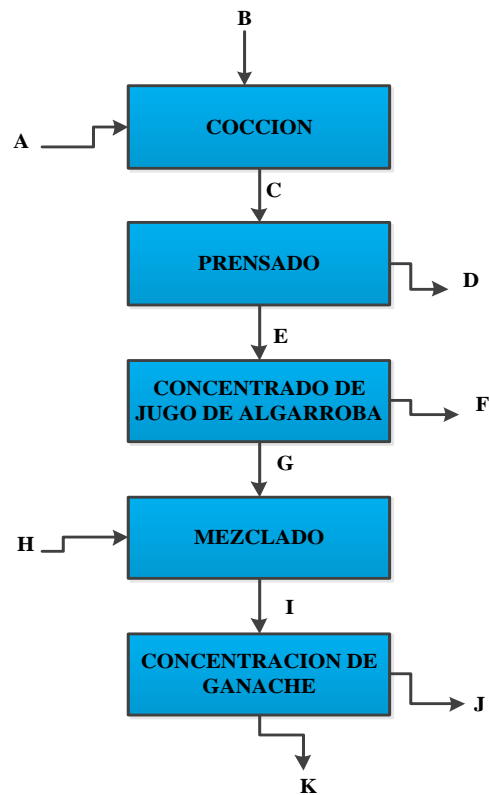 B
A
COCCION
C
PRENSADO
D
E
CONCENTRADO DE
JUGO DE ALGARROBA
F
G
H
MEZCLADO
I
CONCENTRACION DE
GANACHE
J
K